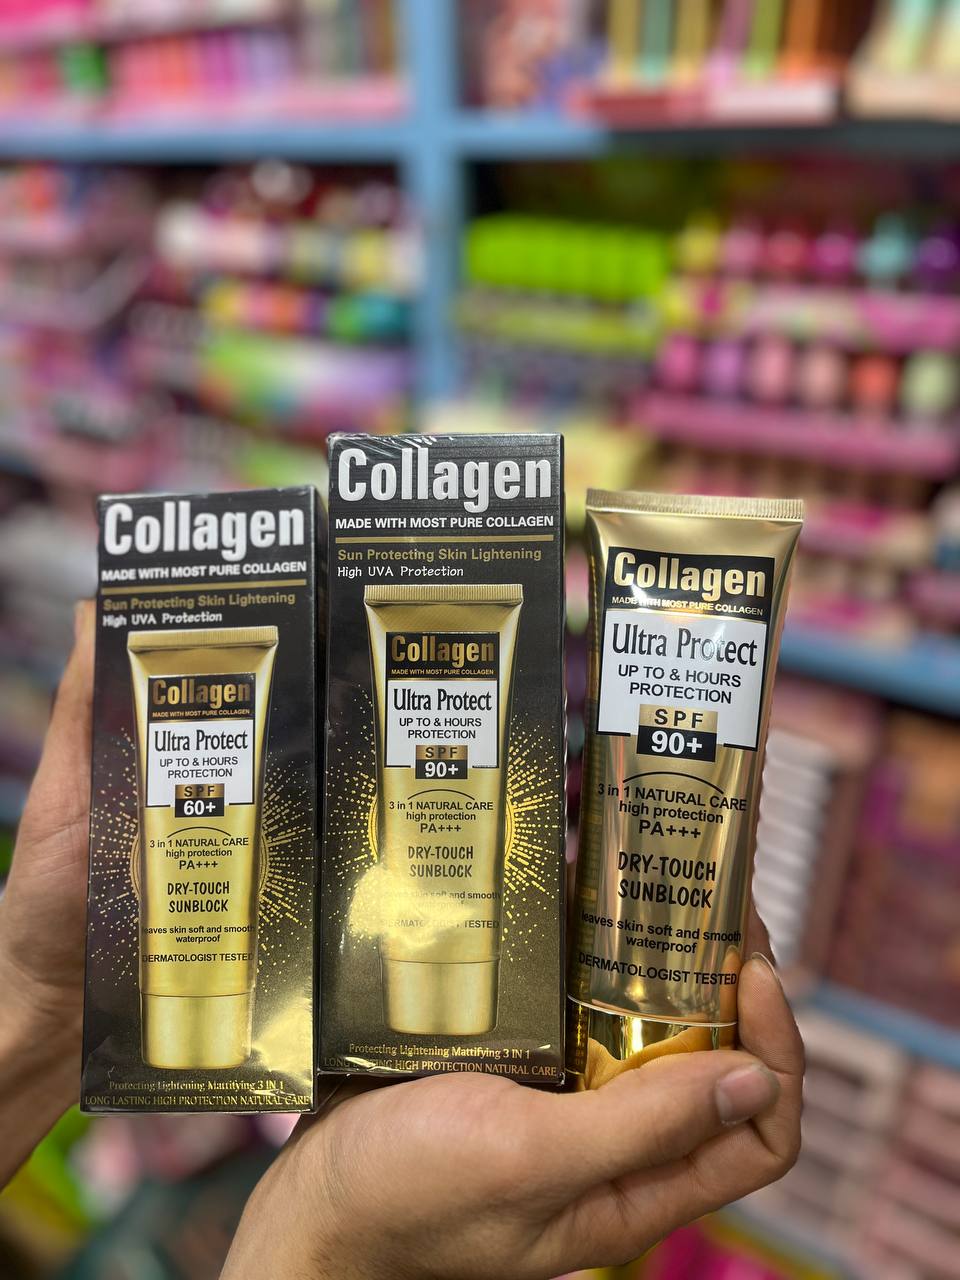 Collagen
MADE WITH MOST PURE COLLAGEN
Sun Protecting Skin Lightening
High UVA Protection
Collagen
MADE WITH MOST PURE COLLAGEN
Ultra Protect
UP TO & HOURS
PROTECTION
SPF
60+
3 in 1 NATURAL CARE
high protection
PA+++
DRY-TOUCH
SUNBLOCK
leaves skin soft and smooth
waterproof
DERMATOLOGIST TESTED
Protecting Lightening Mattifying 3 IN 1
LONG LASTING HIGH PROTECTION NATURAL CARE
Collagen
MADE WITH MOST PURE COLLAGEN
Sun Protecting Skin Lightening
High UVA Protection
Collagen
MADE WITH MOST PURE COLLAGEN
Ultra Protect
UP TO & HOURS
PROTECTION
SPF
90+
3 in 1 NATURAL CARE
high protection
PA+++
DRY-TOUCH
SUNBLOCK
skin soft and smooth
DERMATOLOGIST TESTED
Protecting Lightening Mattifying 3 IN 1
LONG LASTING HIGH PROTECTION NATURAL CARE
Collagen
MADE WITH MOST PURE COLLAGEN
Ultra Protect
UP TO & HOURS
PROTECTION
SPF
90+
3 in 1 NATURAL CARE
high protection
PA+++
DRY-TOUCH
SUNBLOCK
leaves skin soft and smooth
waterproof
DERMATOLOGIST TESTED